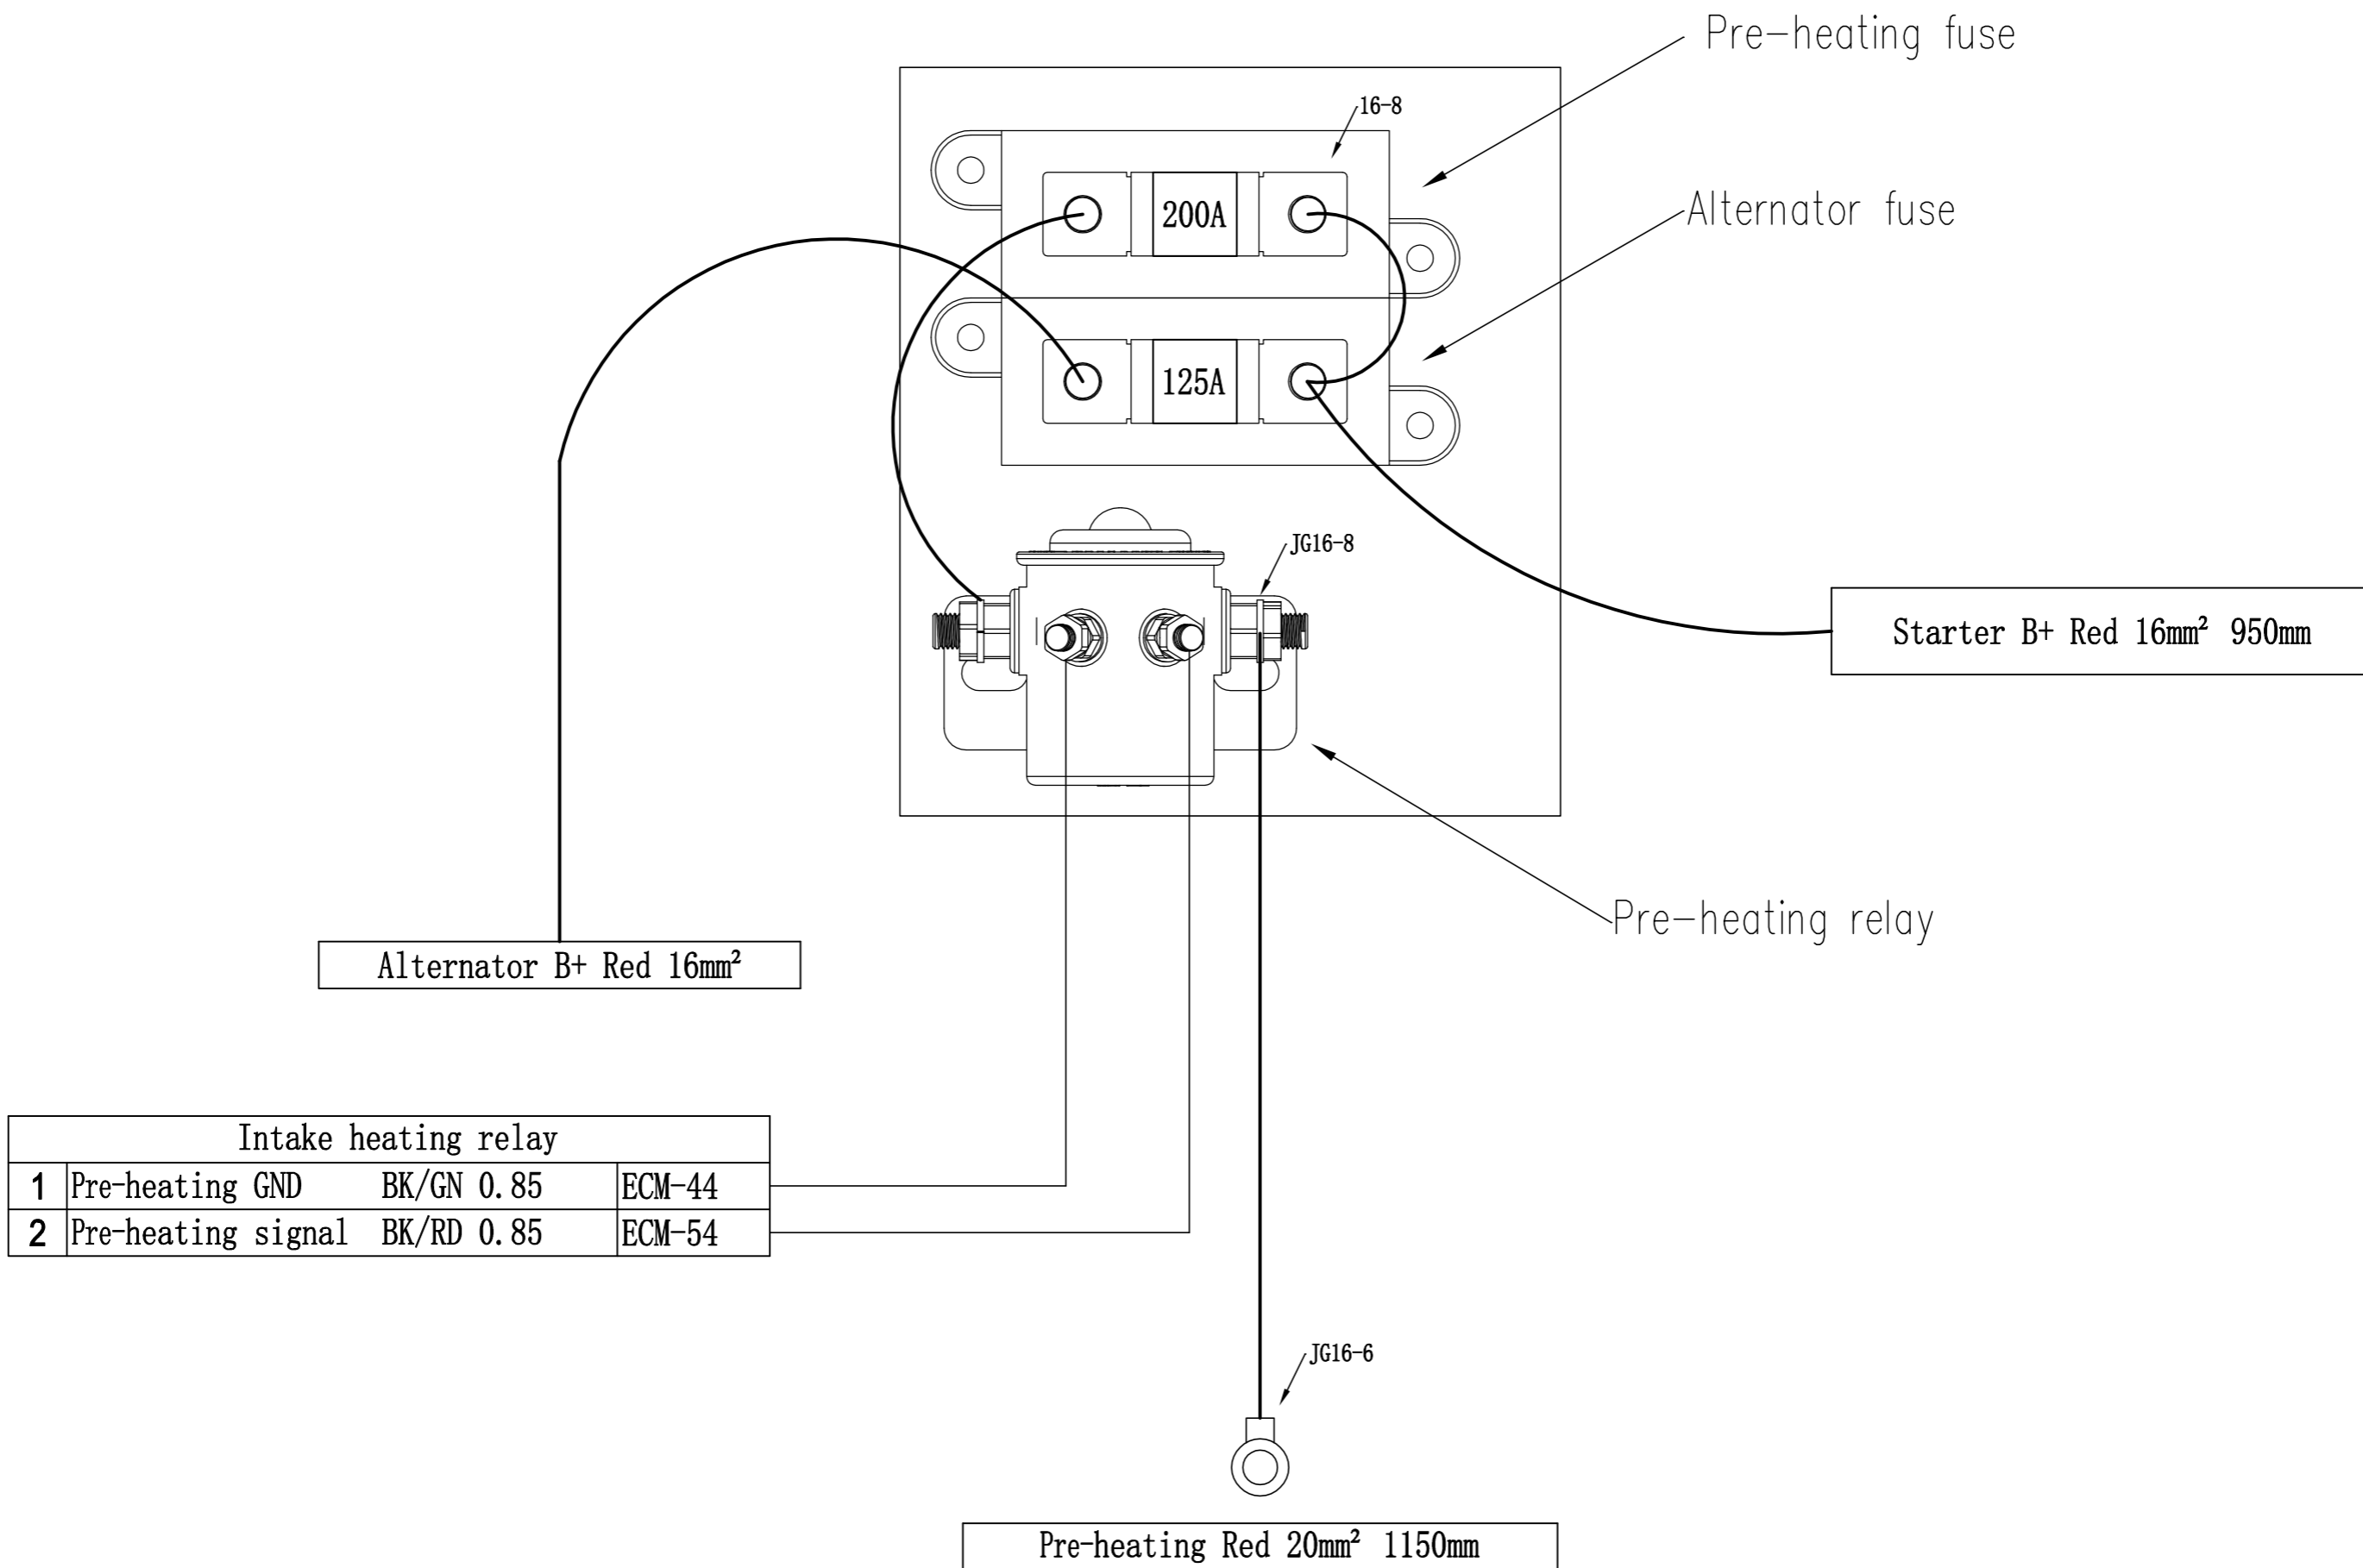 Pre-heating fuse
16-8
Alternator fuse
200A
125A
JG16-8
Starter B+ Red 16mm² 950mm
Pre-heating relay
Alternator B+ Red 16mm²
Intake heating relay
1 Pre-heating GND BK/GN 0.85 ECM-44
2 Pre-heating signal BK/RD 0.85 ECM-54
JG16-6
Pre-heating Red 20mm² 1150mm